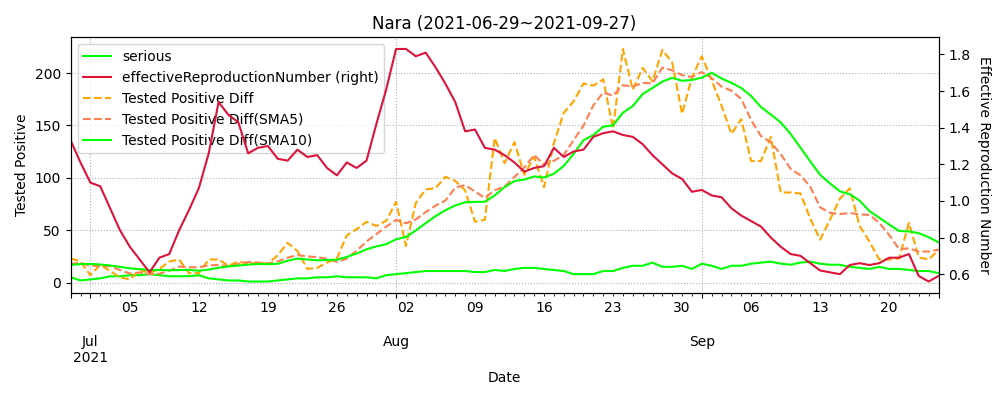 Nara (2021-06-29~2021-09-27)
serious
effectiveReproductionNumber (right)
Tested Positive Diff
Tested Positive Diff(SMA5)
Tested Positive Diff(SMA10)
Tested Positive
200
150
100
50
0
1.8
1.6
1.4
1.2
1.0
0.8
0.6
Effective Reproduction Number
05 12 19 26 02 09 16 23 30 06 13 20
Jul Aug Sep
2021
Date